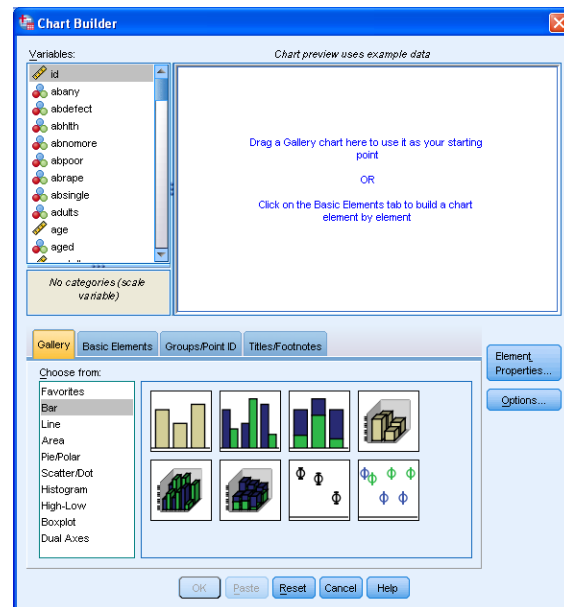 Chart Builder
Variables:
Chart preview uses example data
id
abany
abdefect
abhlth
abnomore
abpoor
abrape
absingle
adults
age
aged
Drag a Gallery chart here to use it as your starting
point
OR
Click on the Basic Elements tab to build a chart
element by element
No categories (scale
variable)
Gallery
Basic Elements
Groups/Point ID
Titles/Footnotes
Choose from:
Favorites
Bar
Line
Area
Pie/Polar
Scatter/Dot
Histogram
High-Low
Boxplot
Dual Axes
Element
Properties...
Options...
OK
Paste
Reset
Cancel
Help